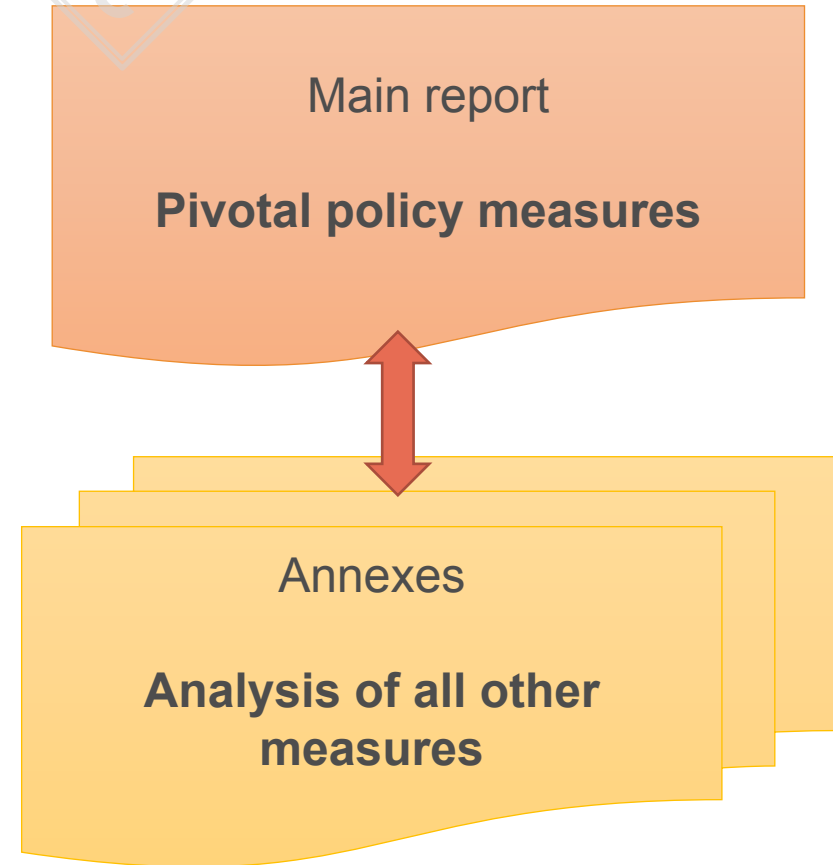 Main report
Pivotal policy measures
Annexes
Analysis of all other
measures